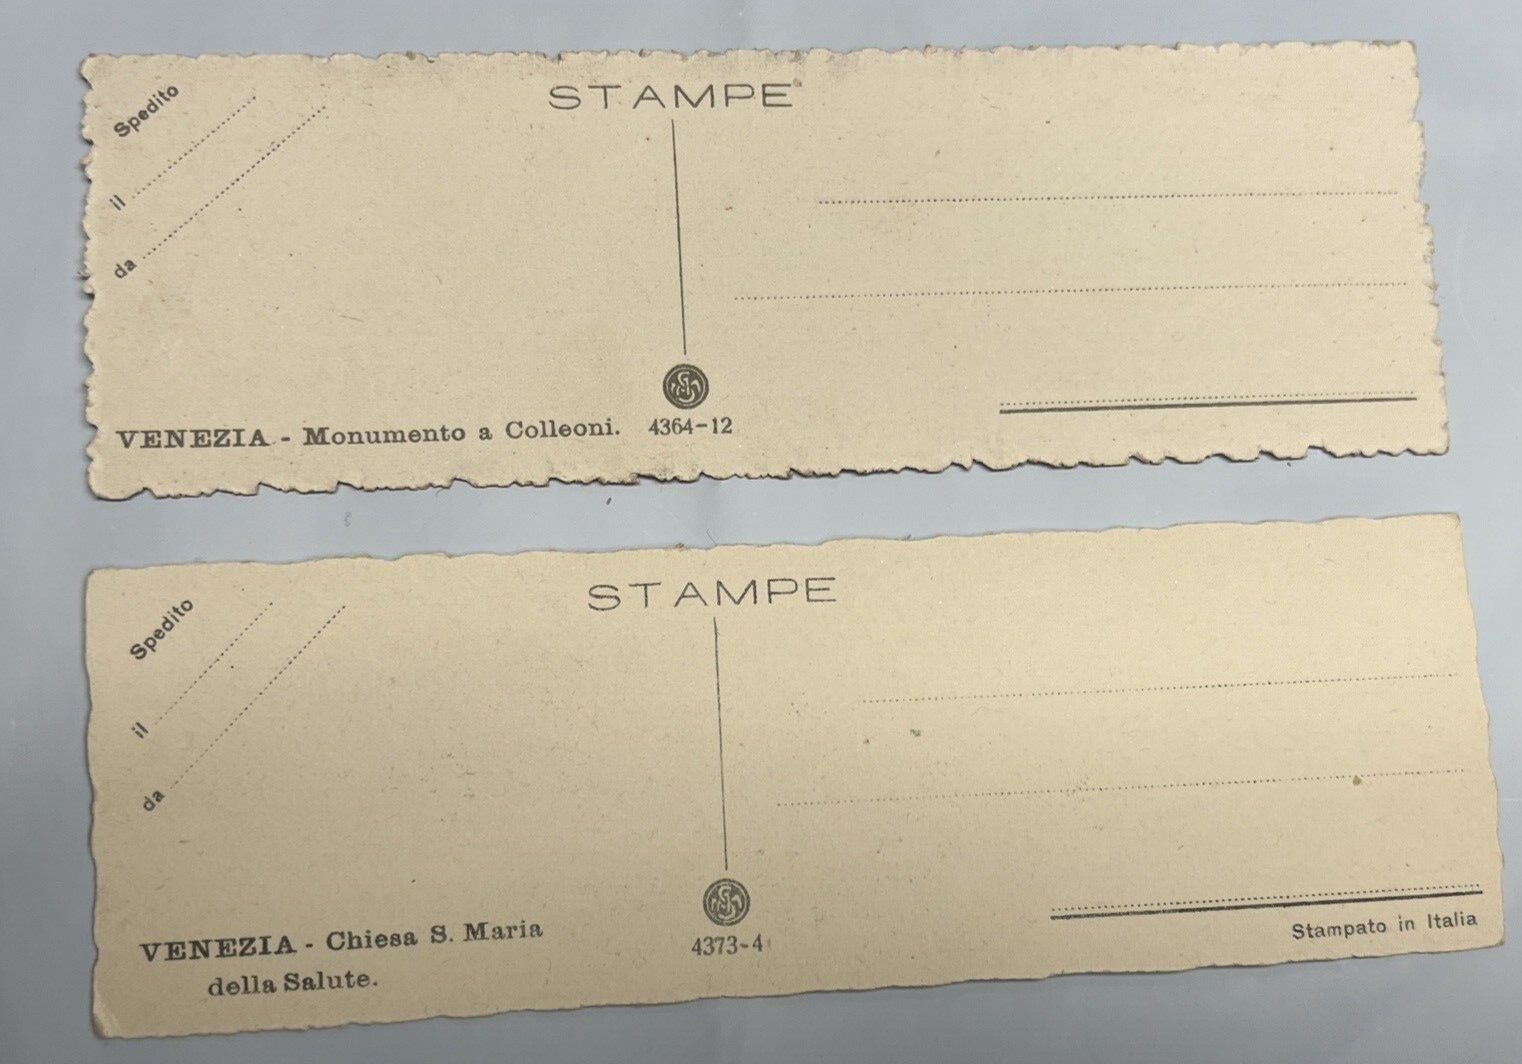 STAMPE
Spedito
il
da
VENEZIA - Monumento a Colleoni. 4364-12
STAMPE
Spedito
il
da
VENEZIA - Chiesa S. Maria
della Salute.
4373-4
Stampato in Italia